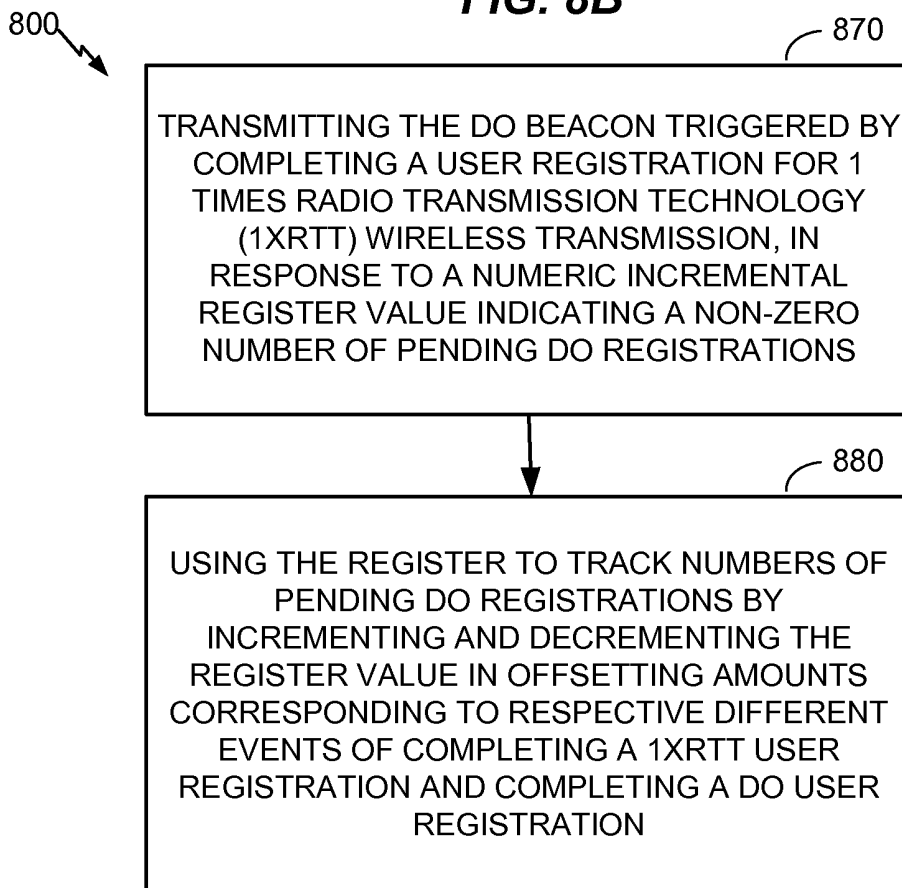 FIG. 8B
800
870
TRANSMITTING THE DO BEACON TRIGGERED BY
COMPLETING A USER REGISTRATION FOR 1
TIMES RADIO TRANSMISSION TECHNOLOGY
(1XRTT) WIRELESS TRANSMISSION, IN
RESPONSE TO A NUMERIC INCREMENTAL
REGISTER VALUE INDICATING A NON-ZERO
NUMBER OF PENDING DO REGISTRATIONS
880
USING THE REGISTER TO TRACK NUMBERS OF
PENDING DO REGISTRATIONS BY
INCREMENTING AND DECREMENTING THE
REGISTER VALUE IN OFFSETTING AMOUNTS
CORRESPONDING TO RESPECTIVE DIFFERENT
EVENTS OF COMPLETING A 1XRTT USER
REGISTRATION AND COMPLETING A DO USER
REGISTRATION